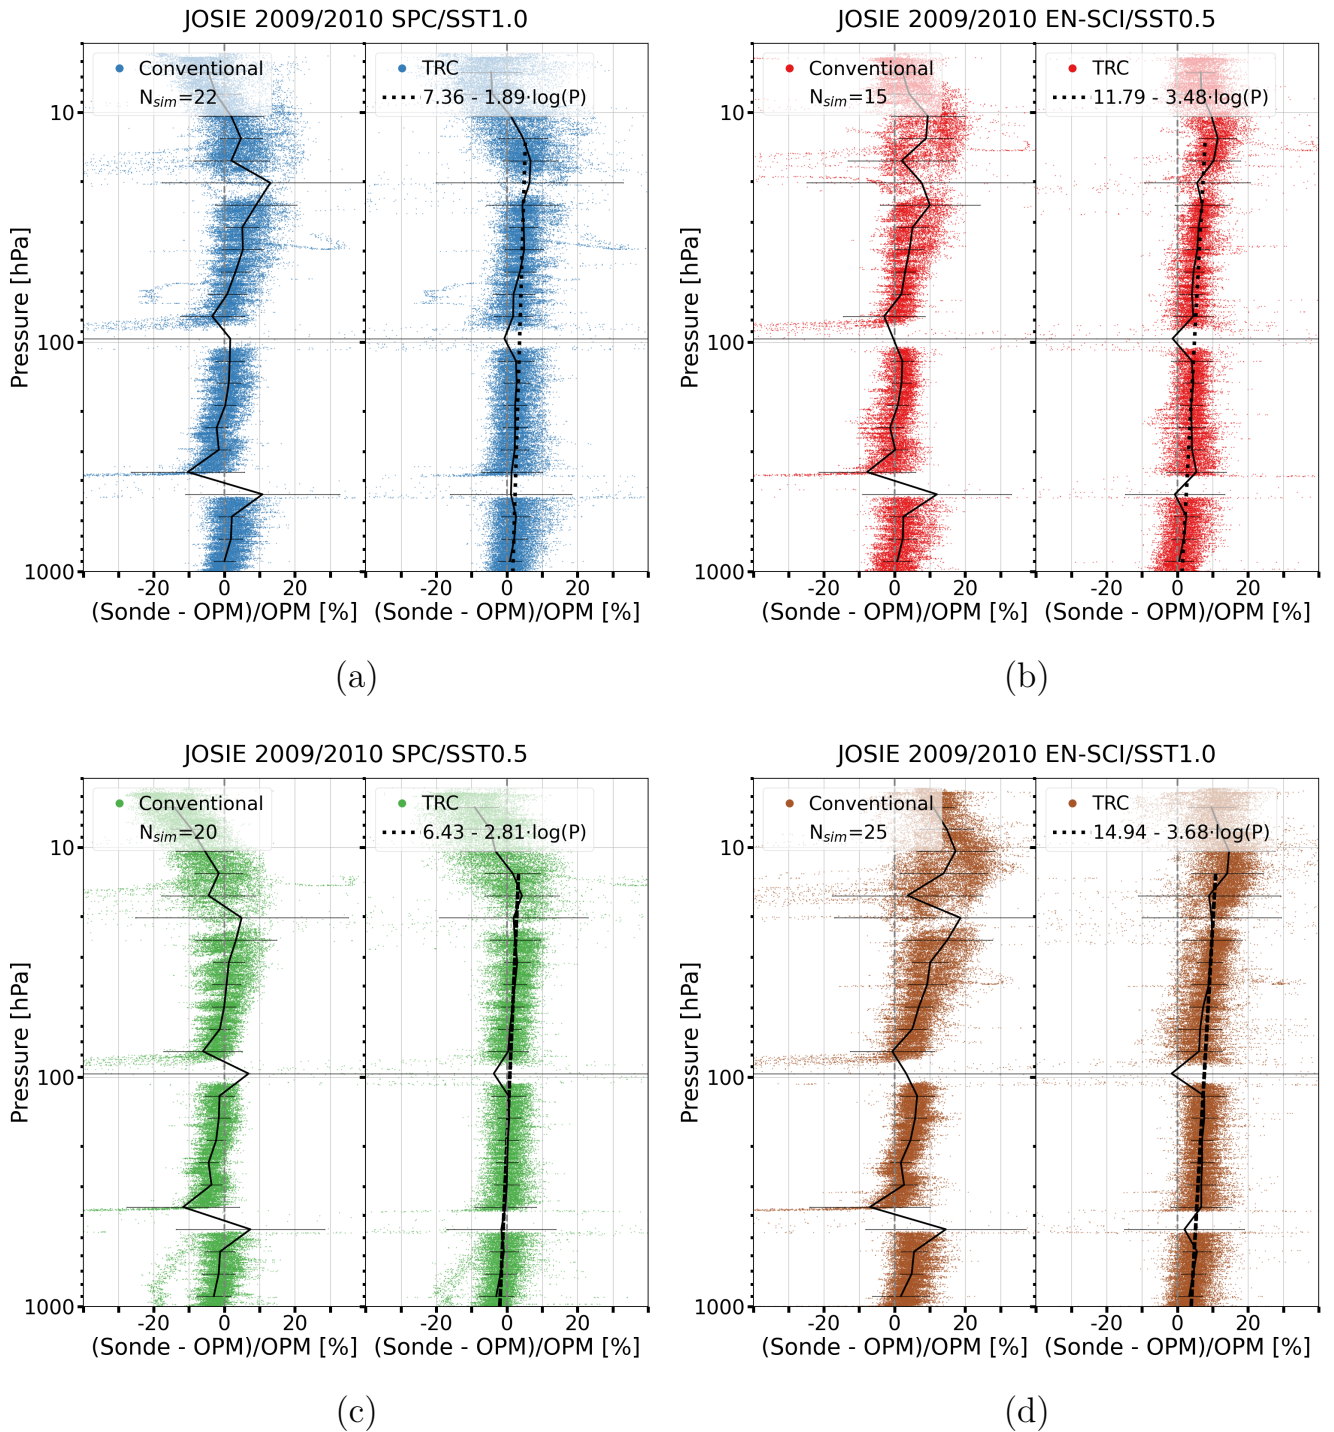 JOSIE 2009/2010 SPC/SST1.0
Conventional
N_sim=22
TRC
7.36 - 1.89·log(P)
10
100
1000
Pressure [hPa]
-20 0 20 -20 0 20
(Sonde - OPM)/OPM [%] (Sonde - OPM)/OPM [%]
(a)
JOSIE 2009/2010 EN-SCI/SST0.5
Conventional
N_sim=15
TRC
11.79 - 3.48·log(P)
10
100
1000
Pressure [hPa]
-20 0 20 -20 0 20
(Sonde - OPM)/OPM [%] (Sonde - OPM)/OPM [%]
(b)
JOSIE 2009/2010 SPC/SST0.5
Conventional
N_sim=20
TRC
6.43 - 2.81·log(P)
10
100
1000
Pressure [hPa]
-20 0 20 -20 0 20
(Sonde - OPM)/OPM [%] (Sonde - OPM)/OPM [%]
(c)
JOSIE 2009/2010 EN-SCI/SST1.0
Conventional
N_sim=25
TRC
14.94 - 3.68·log(P)
10
100
1000
Pressure [hPa]
-20 0 20 -20 0 20
(Sonde - OPM)/OPM [%] (Sonde - OPM)/OPM [%]
(d)